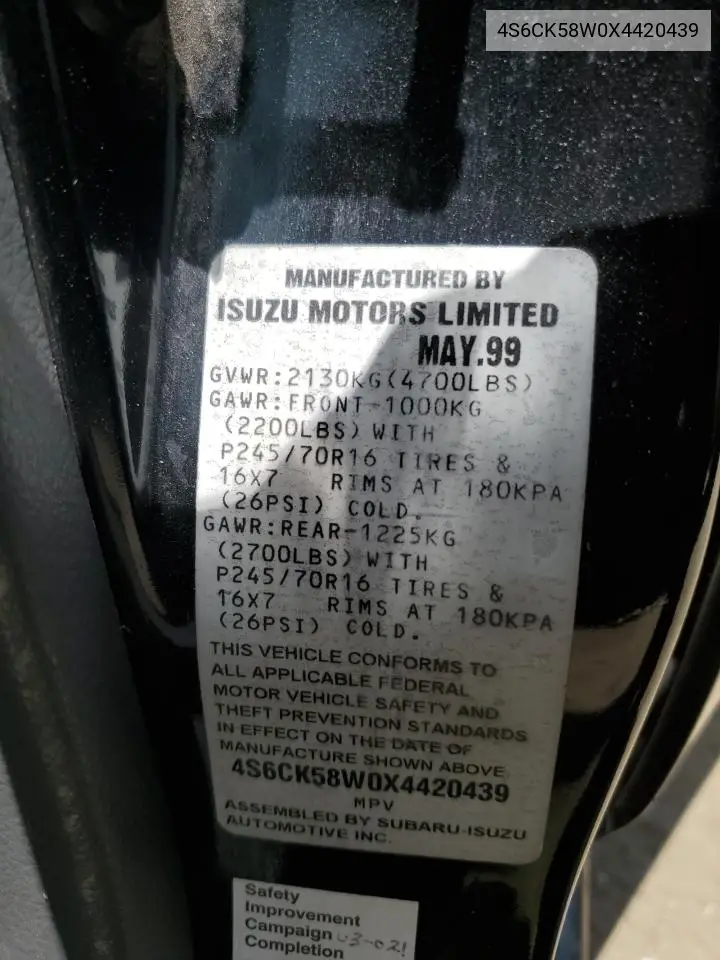 4S6CK58W0X4420439
MANUFACTURED BY
ISUZU MOTORS LIMITED
MAY.99
GVWR:2130KG(4700LBS)
GAWR:FRONT-1000KG
(2200LBS) WITH
P245/70R16 TIRES &
16X7 RIMS AT 180KPA
(26PSI) COLD.
GAWR:REAR-1225KG
(2700LBS) WITH
P245/70R16 TIRES &
16X7 RIMS AT 180KPA
(26PSI) COLD.
THIS VEHICLE CONFORMS TO
ALL APPLICABLE FEDERAL
MOTOR VEHICLE SAFETY AND
THEFT PREVENTION STANDARDS
IN EFFECT ON THE DATE OF
MANUFACTURE SHOWN ABOVE
4S6CK58W0X4420439
MPV
ASSEMBLED BY SUBARU-ISUZU
AUTOMOTIVE INC.
Safety
Improvement
Campaign
Completion